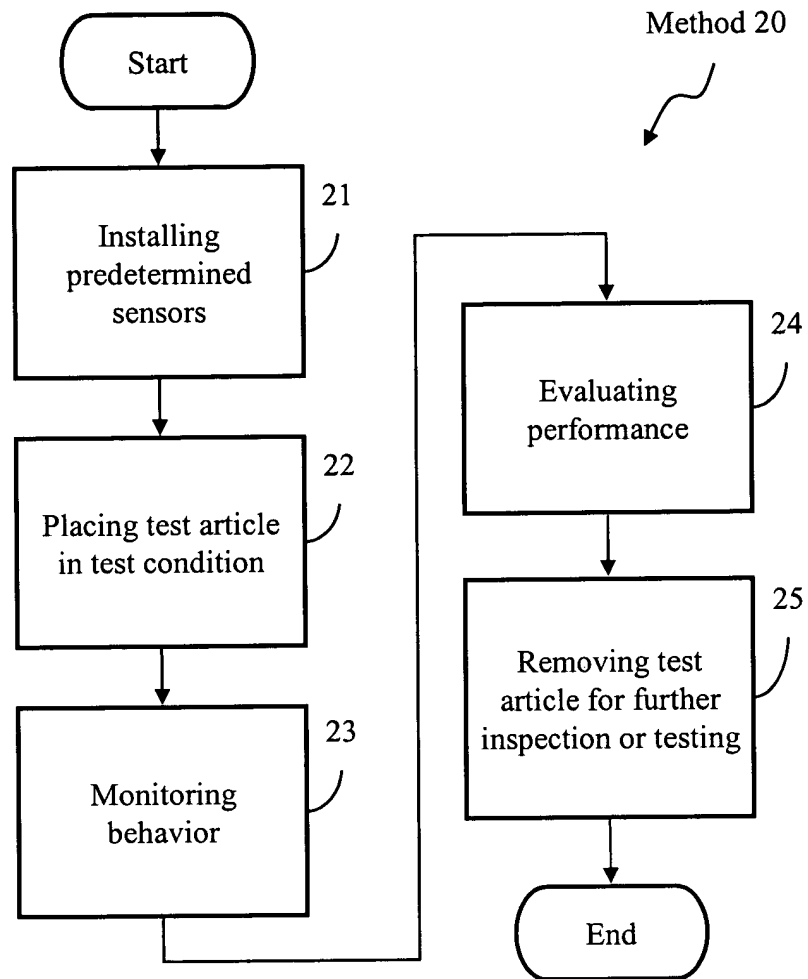 Method 20
Start
21
Installing
predetermined
sensors
22
Placing test article
in test condition
23
Monitoring
behavior
24
Evaluating
performance
25
Removing test
article for further
inspection or testing
End